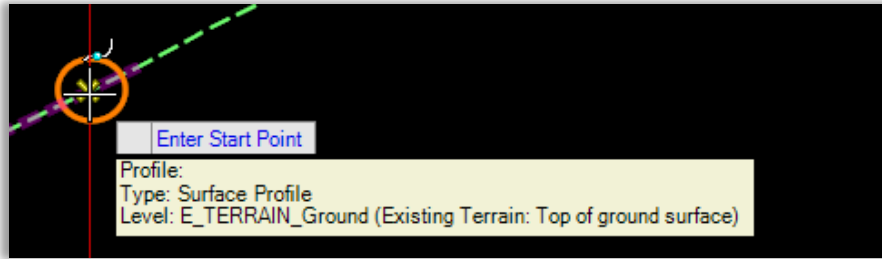 Enter Start Point
Profile:
Type: Surface Profile
Level: E_TERRAIN_Ground (Existing Terrain: Top of ground surface)